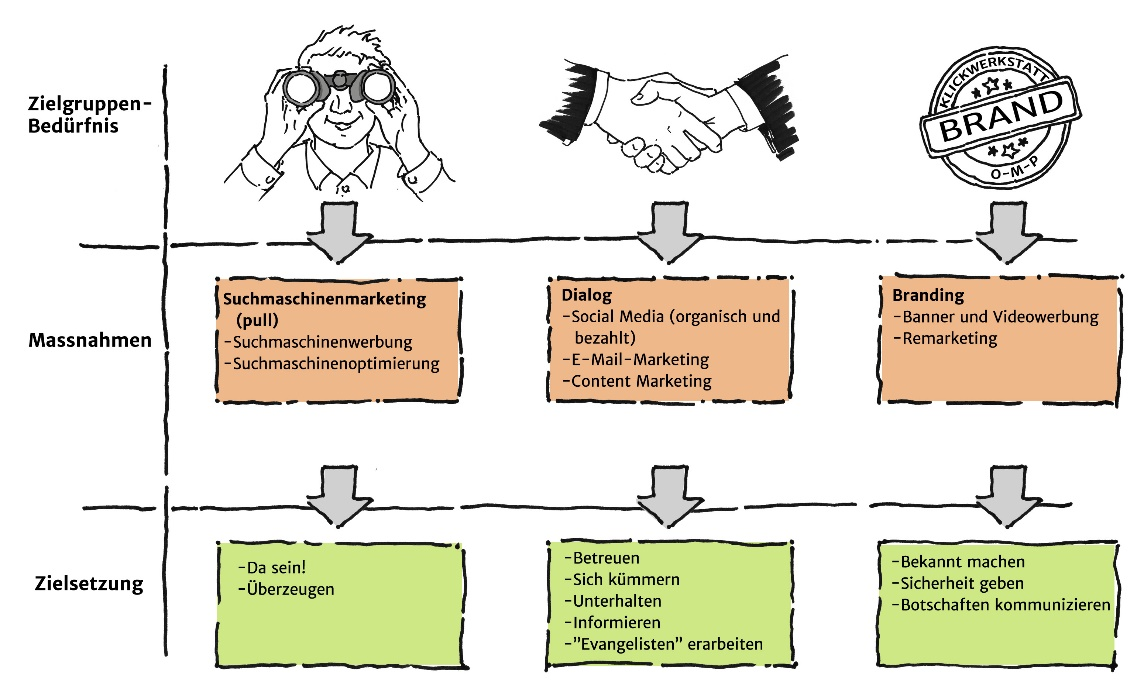 Zielgruppen-
Bedürfnis
KLICKWERKSTATT
BRAND
O-M-P
Massnahmen
Suchmaschinenmarketing
(pull)
-Suchmaschinenwerbung
-Suchmaschinenoptimierung
Dialog
-Social Media (organisch und
bezahlt)
-E-Mail-Marketing
-Content Marketing
Branding
-Banner und Videowerbung
-Remarketing
Zielsetzung
-Da sein!
-Überzeugen
-Betreuen
-Sich kümmern
-Unterhalten
-Informieren
-”Evangelisten” erarbeiten
-Bekannt machen
-Sicherheit geben
-Botschaften kommunizieren